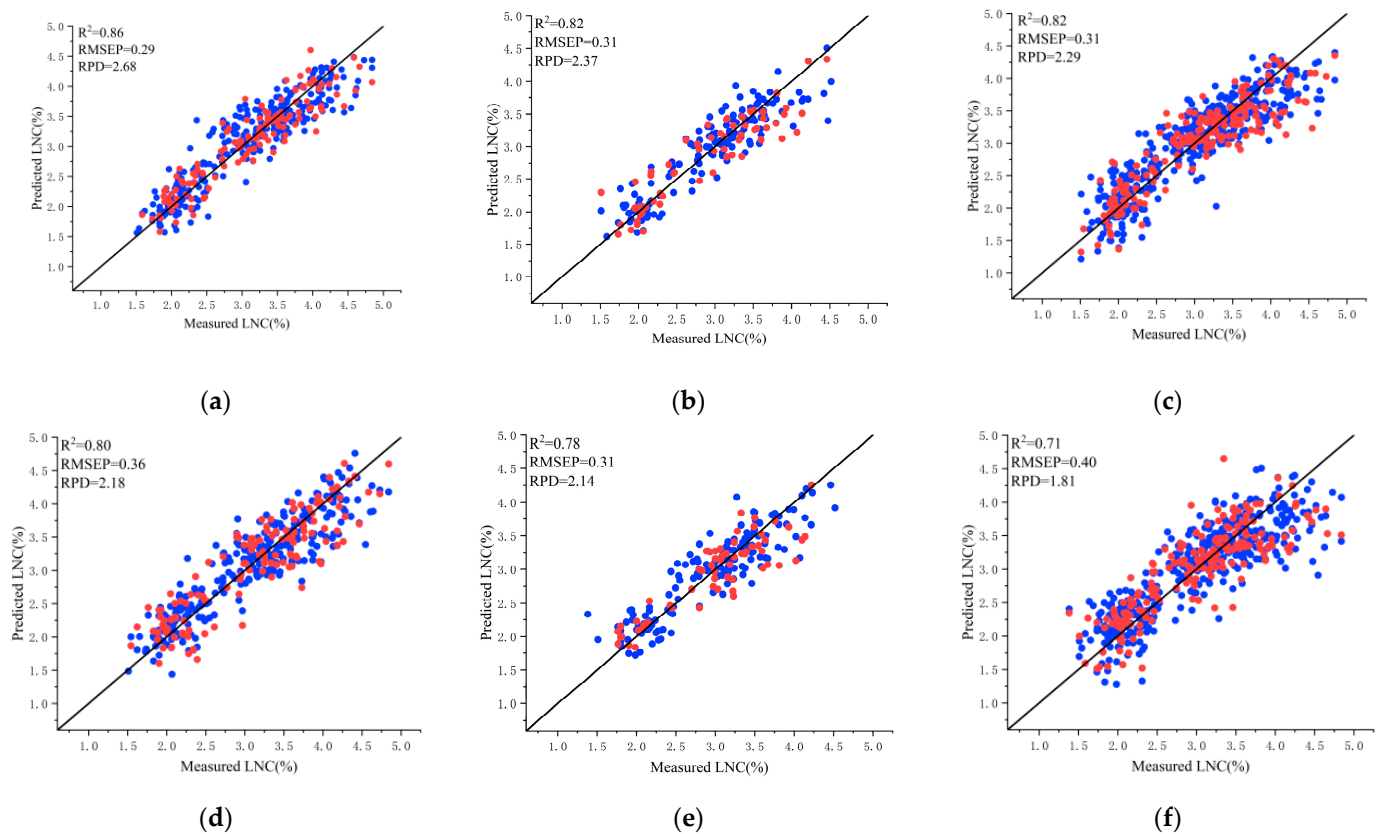 R²=0.86
RMSEP=0.29
RPD=2.68
5.0
4.5
4.0
3.5
3.0
2.5
2.0
1.5
1.0
Predicted LNC(%)
1.0 1.5 2.0 2.5 3.0 3.5 4.0 4.5 5.0
Measured LNC(%)
(a)
R²=0.82
RMSEP=0.31
RPD=2.37
5.0
4.5
4.0
3.5
3.0
2.5
2.0
1.5
1.0
Predicted LNC(%)
1.0 1.5 2.0 2.5 3.0 3.5 4.0 4.5 5.0
Measured LNC(%)
(b)
R²=0.82
RMSEP=0.31
RPD=2.29
5.0
4.5
4.0
3.5
3.0
2.5
2.0
1.5
1.0
Predicted LNC(%)
1.0 1.5 2.0 2.5 3.0 3.5 4.0 4.5 5.0
Measured LNC(%)
(c)
R²=0.80
RMSEP=0.36
RPD=2.18
5.0
4.5
4.0
3.5
3.0
2.5
2.0
1.5
1.0
Predicted LNC(%)
1.0 1.5 2.0 2.5 3.0 3.5 4.0 4.5 5.0
Measured LNC(%)
(d)
R²=0.78
RMSEP=0.31
RPD=2.14
5.0
4.5
4.0
3.5
3.0
2.5
2.0
1.5
1.0
Predicted LNC(%)
1.0 1.5 2.0 2.5 3.0 3.5 4.0 4.5 5.0
Measured LNC(%)
(e)
R²=0.71
RMSEP=0.40
RPD=1.81
5.0
4.5
4.0
3.5
3.0
2.5
2.0
1.5
1.0
Predicted LNC(%)
1.0 1.5 2.0 2.5 3.0 3.5 4.0 4.5 5.0
Measured LNC(%)
(f)